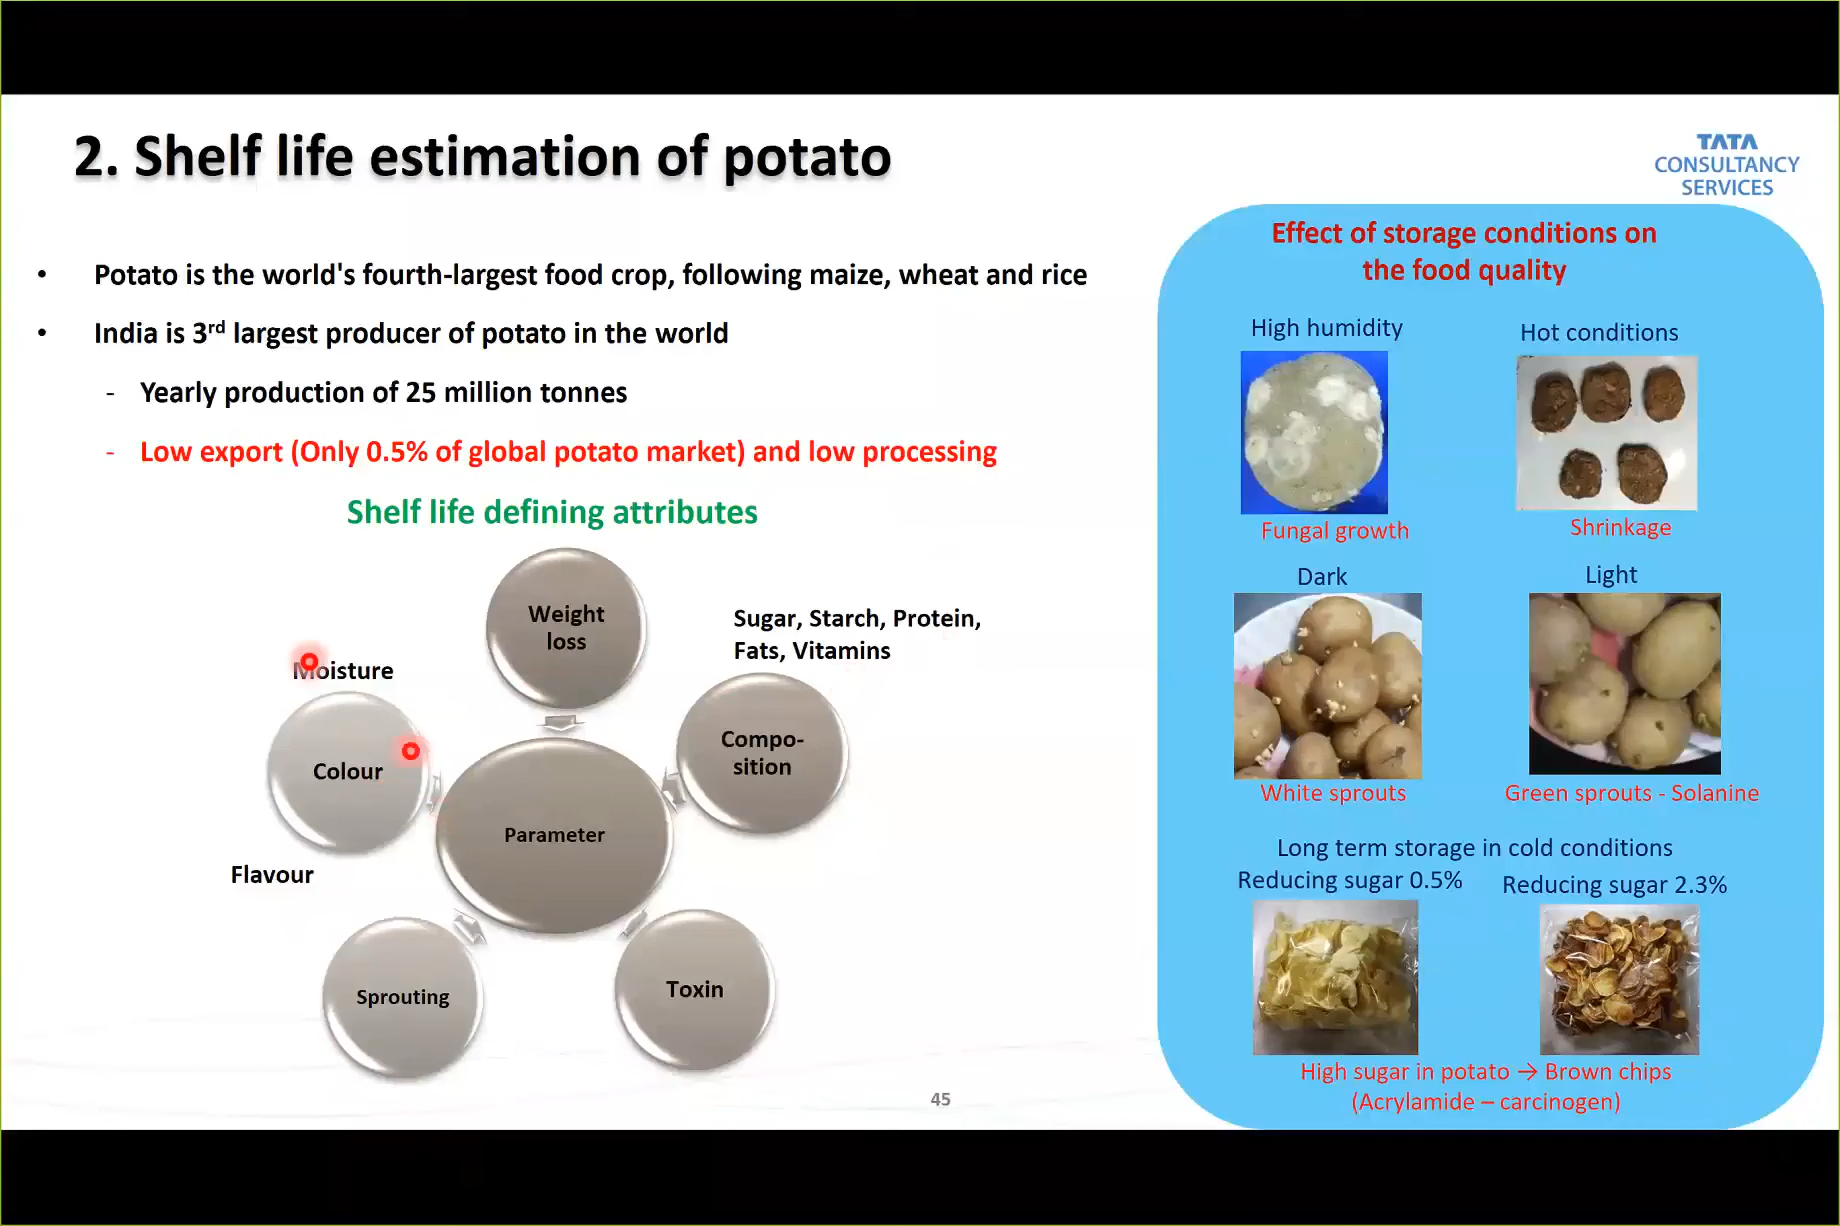 2. Shelf life estimation of potato
TATA
CONSULTANCY
SERVICES
• Potato is the world's fourth-largest food crop, following maize, wheat and rice
• India is 3rd largest producer of potato in the world
- Yearly production of 25 million tonnes
- Low export (Only 0.5% of global potato market) and low processing
Shelf life defining attributes
Weight
loss
Sugar, Starch, Protein,
Fats, Vitamins
Moisture
Compo-
sition
Colour
Parameter
Flavour
Sprouting
Toxin
45
Effect of storage conditions on
the food quality
High humidity
Hot conditions
Fungal growth
Shrinkage
Dark
Light
White sprouts
Green sprouts - Solanine
Long term storage in cold conditions
Reducing sugar 0.5%
Reducing sugar 2.3%
High sugar in potato → Brown chips
(Acrylamide – carcinogen)